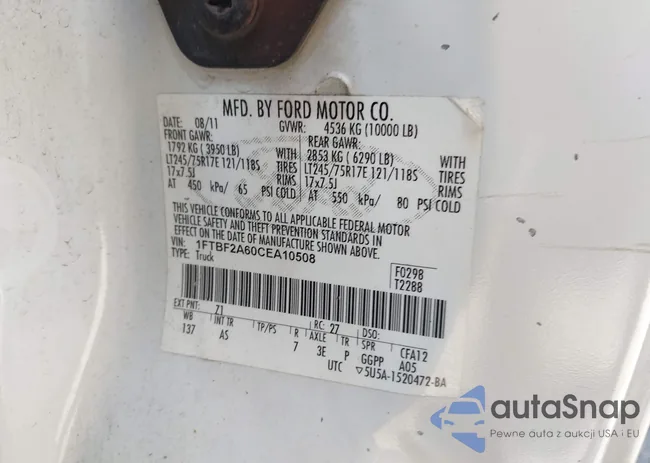 MFD. BY FORD MOTOR CO.
DATE: 08/11 GVWR: 4536 KG (10000 LB)
FRONT GAWR: REAR GAWR:
1792 KG (3950 LB) WITH 2853 KG (6290 LB) WITH
LT245/75R17E 121/118S TIRES LT245/75R17E 121/118S TIRES
17x7.5J RIMS 17x7.5J RIMS
AT 450 kPa/ 65 PSI COLD AT 550 kPa/ 80 PSI COLD
THIS VEHICLE CONFORMS TO ALL APPLICABLE FEDERAL MOTOR
VEHICLE SAFETY AND THEFT PREVENTION STANDARDS IN
EFFECT ON THE DATE OF MANUFACTURE SHOWN ABOVE.
VIN: 1FTBF2A60CEA10508
TYPE: Truck
F0298
T2288
EXT PNT: Z1 RC: 27 DSO:
WB INT TR TP/PS R AXLE TR SPR CFA12
137 AS 7 3E P GGPP A05
UTC ▽5U5A-1520472-BA
autoSnap
Pewne auta z aukcji USA i EU